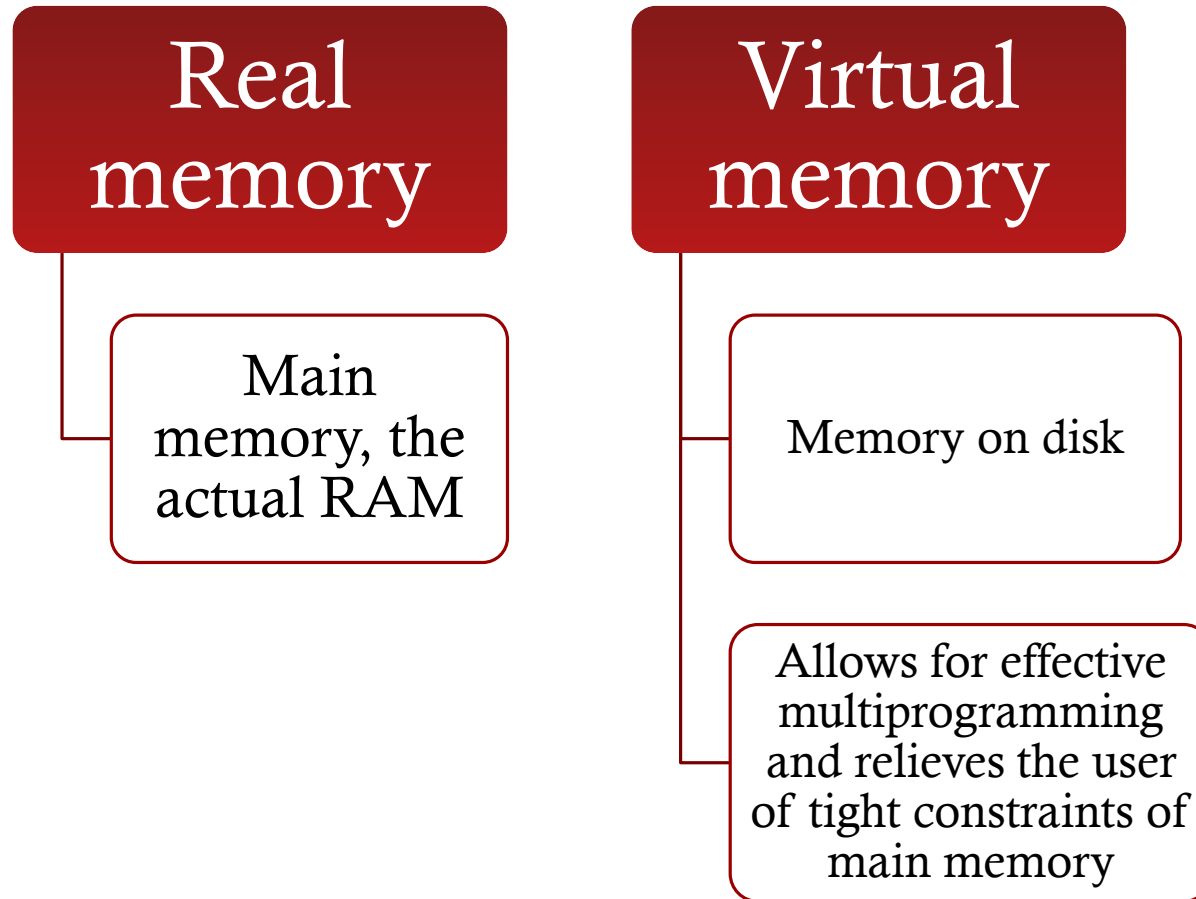 Real
memory
Main
memory, the
actual RAM
Virtual
memory
Memory on disk
Allows for effective
multiprogramming
and relieves the user
of tight constraints of
main memory